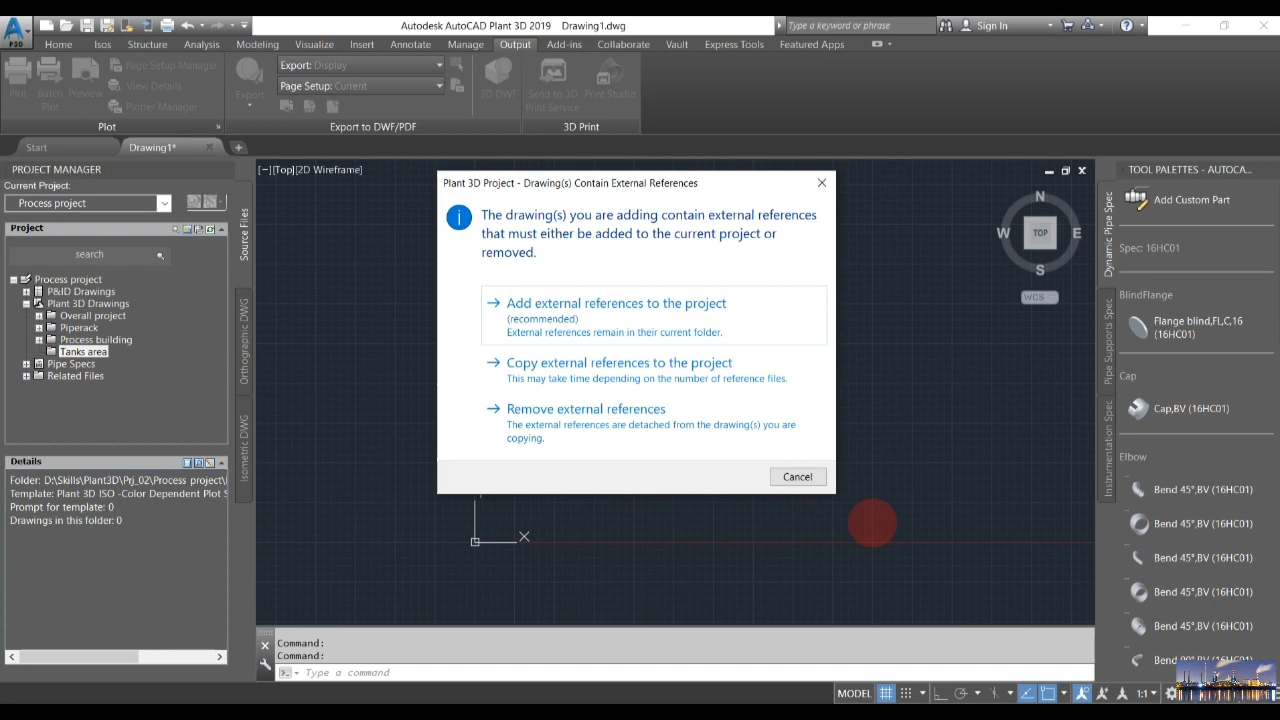 Autodesk AutoCAD Plant 3D 2019 Drawing1.dwg
Type a keyword or phrase
Sign In
P3D
Home Isos Structure Analysis Modeling Visualize Insert Annotate Manage Output Add-ins Collaborate Vault Express Tools Featured Apps
Plot
Batch Plot
Preview
Page Setup Manager
View Details
Plotter Manager
Plot
Export
Export: Display
Page Setup: Current
Export to DWF/PDF
3D DWF
Send to 3D
Print Service
Print Studio
3D Print
Start
Drawing1*
PROJECT MANAGER
Current Project:
Process project
Project
search
Process project
P&ID Drawings
Plant 3D Drawings
Overall project
Piperack
Process building
Tanks area
Pipe Specs
Related Files
Details
Folder: D:\Skills\Plant3D\Prj_02\Process project\
Template: Plant 3D ISO -Color Dependent Plot S
Prompt for template: 0
Drawings in this folder: 0
Source Files
Orthographic DWG
Isometric DWG
[−][Top][2D Wireframe]
Plant 3D Project - Drawing(s) Contain External References
The drawing(s) you are adding contain external references
that must either be added to the current project or
removed.
Add external references to the project
(recommended)
External references remain in their current folder.
Copy external references to the project
This may take time depending on the number of reference files.
Remove external references
The external references are detached from the drawing(s) you are
copying.
Cancel
N
W
TOP
E
S
WCS
X
Command:
Command:
Type a command
MODEL
1:1
TOOL PALETTES - AUTOCA...
Dynamic Pipe Spec
Pipe Supports Spec
Instrumentation Spec
Add Custom Part
Spec: 16HC01
BlindFlange
Flange blind,FL,C,16
(16HC01)
Cap
Cap,BV (16HC01)
Elbow
Bend 45°,BV (16HC01)
Bend 45°,BV (16HC01)
Bend 45°,BV (16HC01)
Bend 45°,BV (16HC01)
Bend 45°,BV (16HC01)